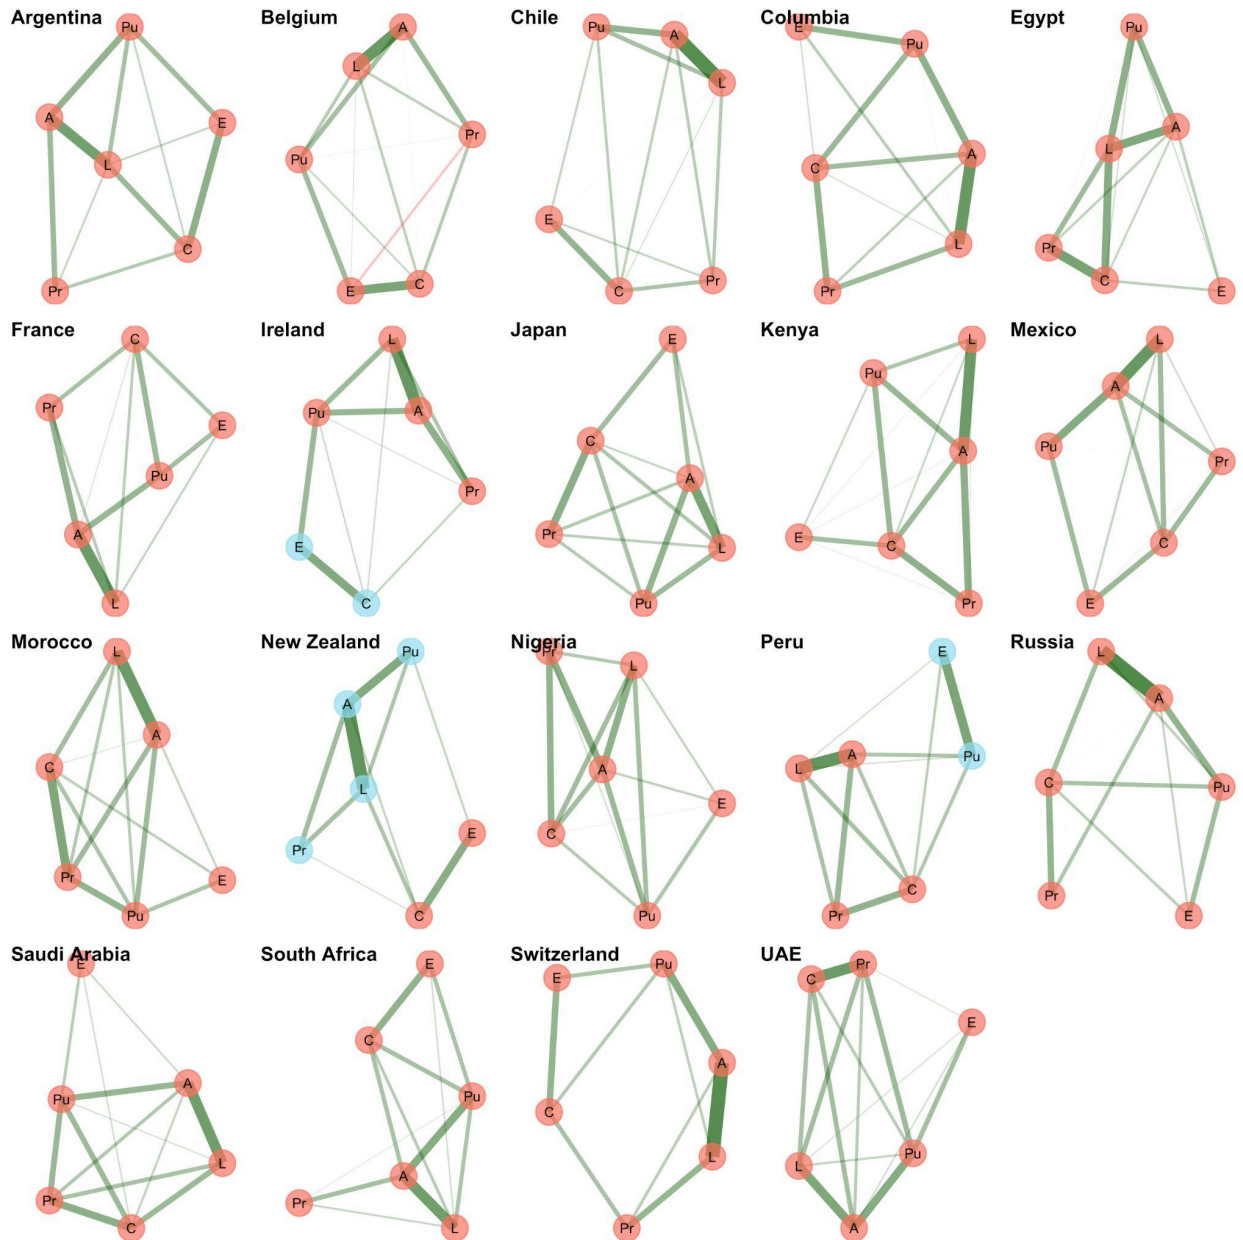 Argentina
Pu
A
E
L
C
Pr
Belgium
A
L
Pr
Pu
E
C
Chile
Pu
A
L
E
C
Pr
Columbia
E
Pu
A
C
L
Pr
Egypt
Pu
A
L
Pr
C
E
France
C
Pr
E
Pu
A
L
Ireland
L
Pu
A
Pr
E
C
Japan
E
C
A
Pr
L
Pu
Kenya
L
Pu
A
E
C
Pr
Mexico
L
A
Pu
Pr
C
E
Morocco
L
A
C
Pr
E
Pu
New Zealand
Pu
A
L
E
Pr
C
Nigeria
Pr
L
A
E
C
Pu
Peru
E
A
Pu
L
C
Pr
Russia
L
A
C
Pu
Pr
E
Saudi Arabia
E
A
Pu
L
Pr
C
South Africa
E
C
Pu
A
Pr
L
Switzerland
Pu
E
A
C
L
Pr
UAE
Pr
C
E
Pu
L
A